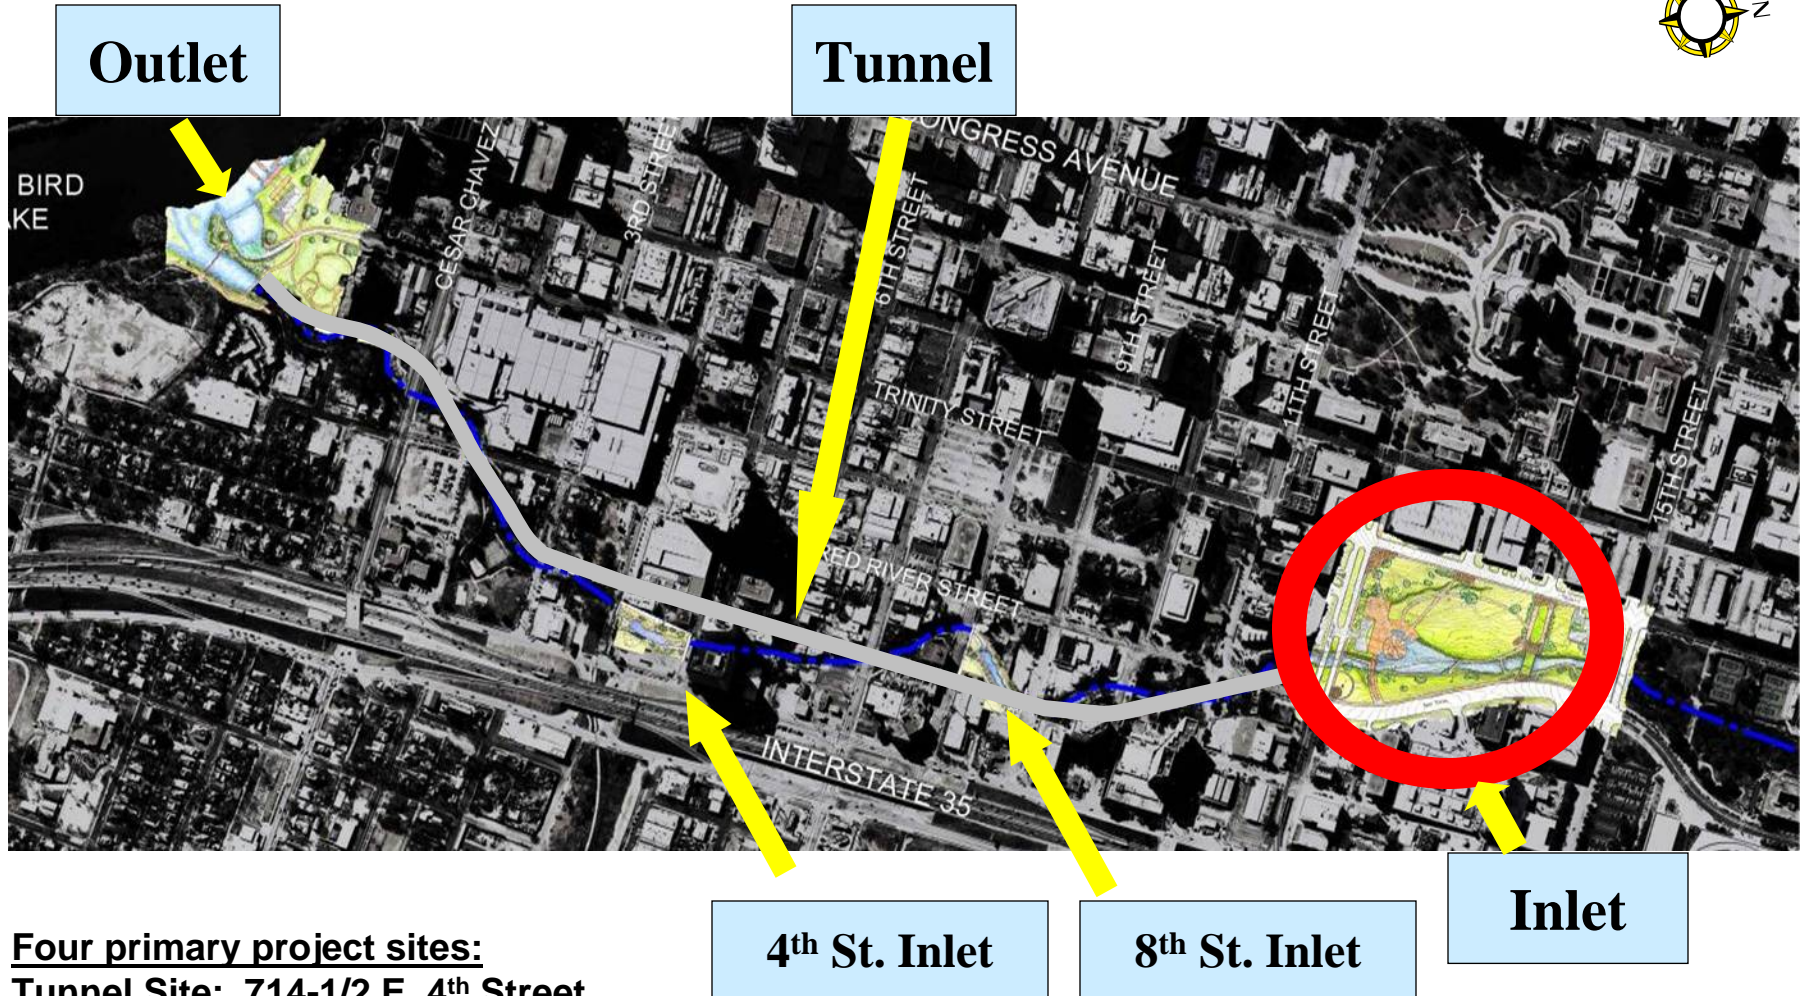 N
Outlet
Tunnel
BIRD
CONGRESS AVENUE
CESAR CHAVEZ
3RD STREET
6TH STREET
9TH STREET
11TH STREET
15TH STREET
TRINITY STREET
RED RIVER STREET
INTERSTATE 35
Inlet
4th St. Inlet
8th St. Inlet
Four primary project sites:
Tunnel Site: 714-1/2 E. 4th Street